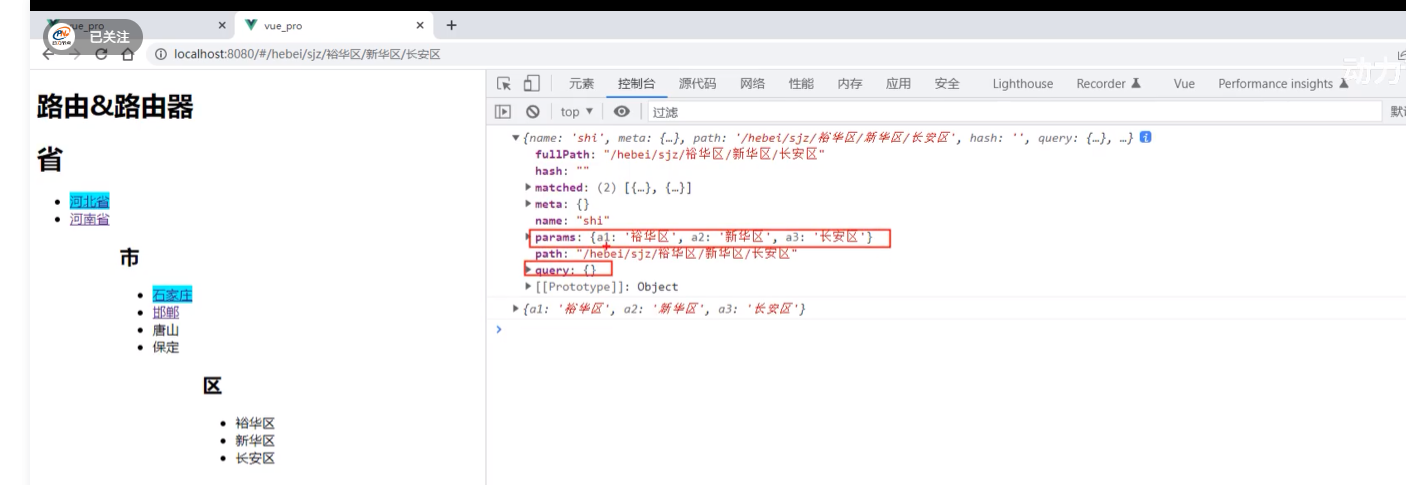 vue_pro
vue_pro
已关注
localhost:8080/#/hebei/sjz/裕华区/新华区/长安区
动力
元素 控制台 源代码 网络 性能 内存 应用 安全 Lighthouse Recorder Vue Performance insights
top 过滤
路由&路由器
省
河北省
河南省
市
石家庄
邯郸
唐山
保定
区
裕华区
新华区
长安区
{name: 'shi', meta: {…}, path: '/hebei/sjz/裕华区/新华区/长安区', hash: '', query: {…}, …}
fullPath: "/hebei/sjz/裕华区/新华区/长安区"
hash: ""
matched: (2) [{…}, {…}]
meta: {}
name: "shi"
params: {a1: '裕华区', a2: '新华区', a3: '长安区'}
path: "/hebei/sjz/裕华区/新华区/长安区"
query: {}
[[Prototype]]: Object
{a1: '裕华区', a2: '新华区', a3: '长安区'}